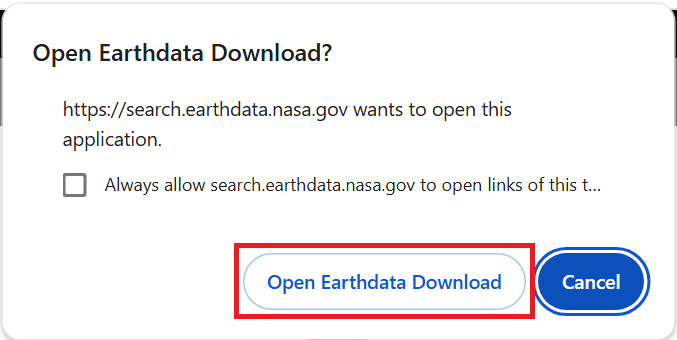 Open Earthdata Download?
https://search.earthdata.nasa.gov wants to open this
application.
Always allow search.earthdata.nasa.gov to open links of this t...
Open Earthdata Download
Cancel